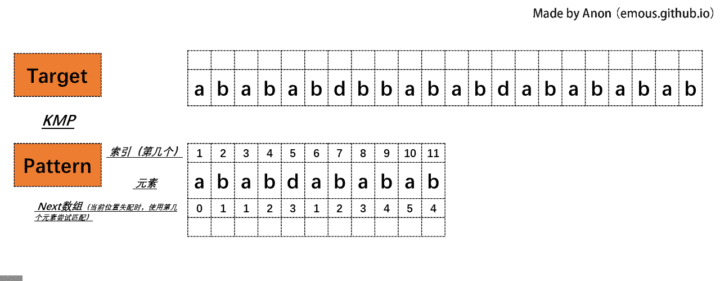 Made by Anon (emous.github.io)
Target
a b a b a b d b b a b a b d a b a b a b a b
KMP
Pattern
索引（第几个） 1 2 3 4 5 6 7 8 9 10 11
元素 a b a b d a b a b a b
Next数组（当前位置失配时，使用第几 0 1 1 2 3 1 2 3 4 5 4
个元素尝试匹配）